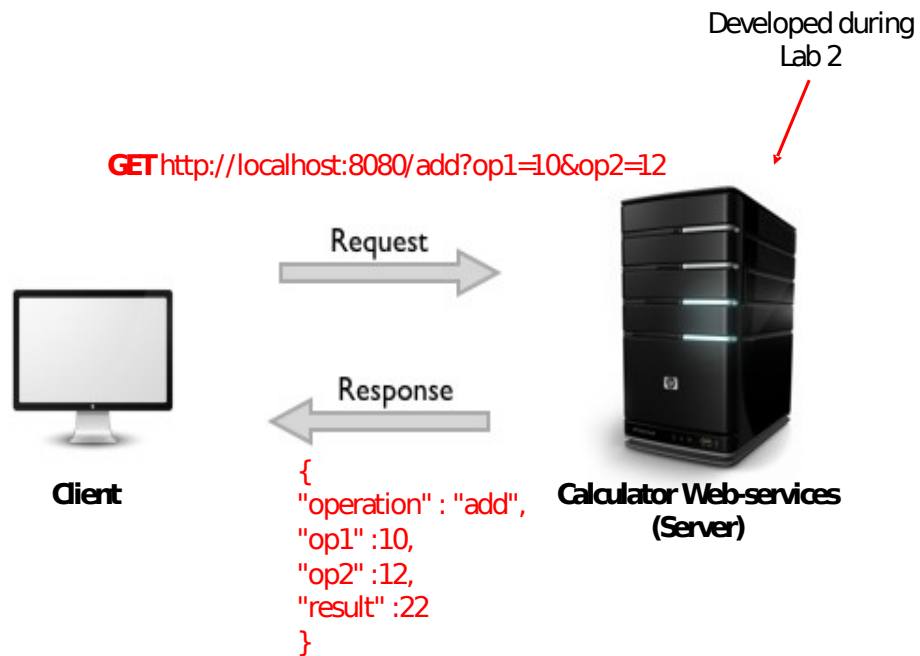 Developed during
Lab 2
GET http://localhost:8080/add?op1=10&op2=12
Request
Response
{
"operation" : "add",
"op1" :10,
"op2" :12,
"result" :22
}
Client
Calculator Web-services
(Server)
hp